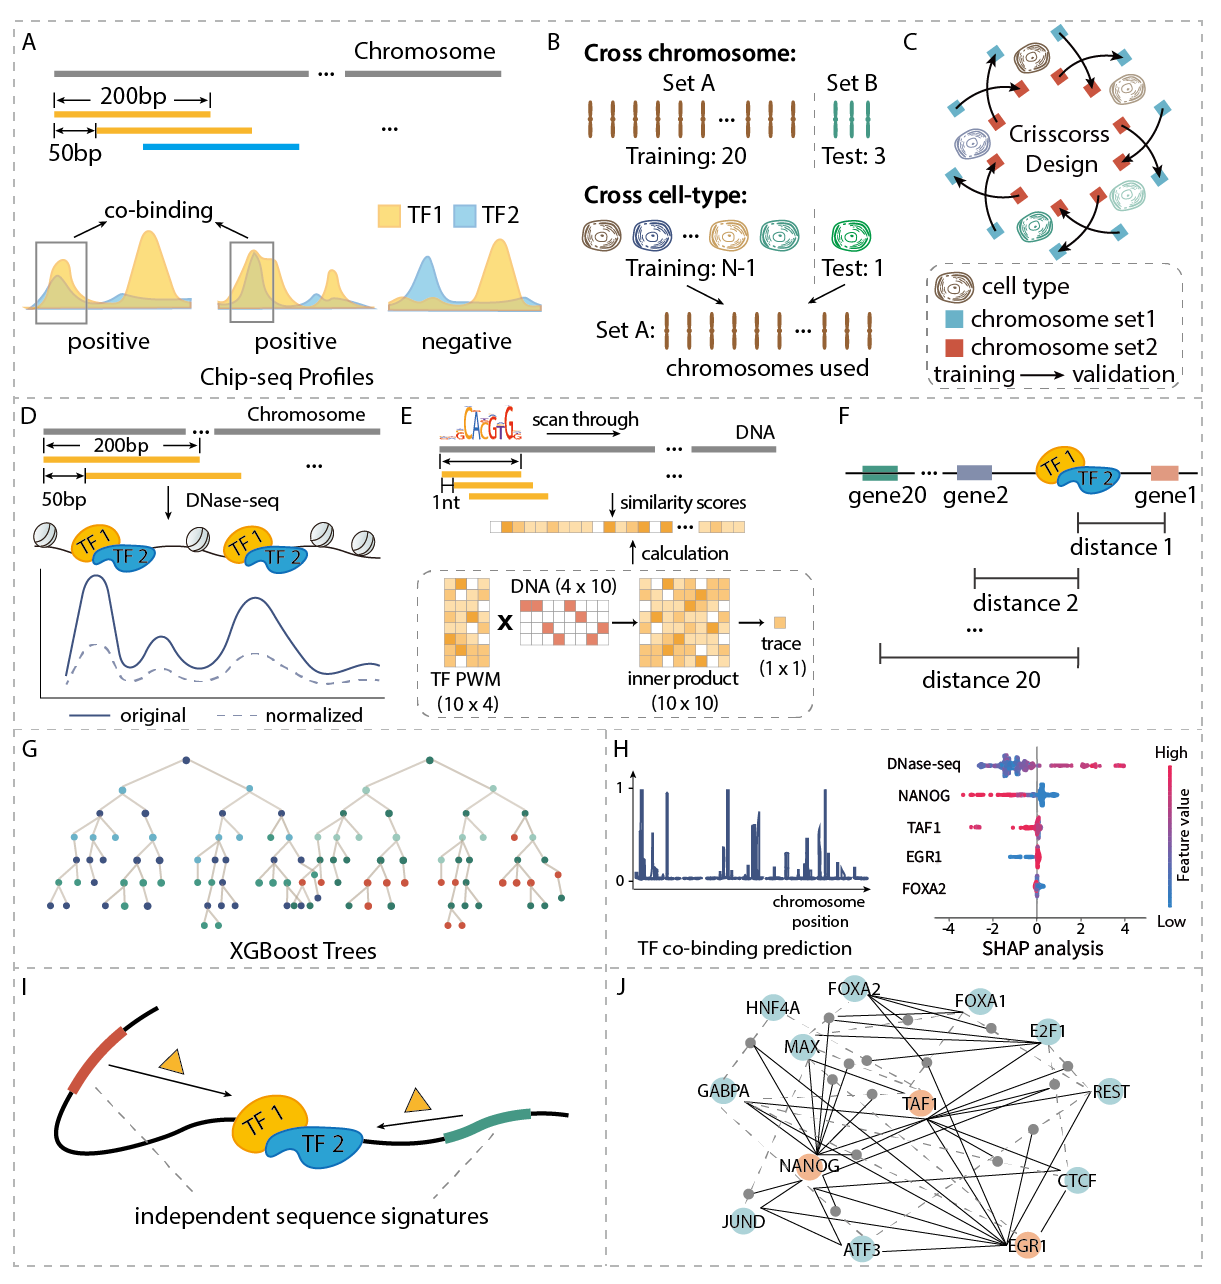 A
Chromosome
...
200bp
50bp
...
co-binding
TF1
TF2
positive
positive
negative
Chip-seq Profiles
B
Cross chromosome:
Set A
Set B
...
Training: 20
Test: 3
Cross cell-type:
...
Training: N-1
Test: 1
Set A:
...
chromosomes used
C
Crisscorss
Design
cell type
chromosome set1
chromosome set2
training
validation
D
Chromosome
...
200bp
...
50bp
DNase-seq
TF 1
TF 2
TF 1
TF 2
original
normalized
E
CACGTG
scan through
DNA
...
...
1nt
similarity scores
...
calculation
DNA (4 x 10)
X
trace
(1 x 1)
TF PWM
(10 x 4)
inner product
(10 x 10)
F
TF 1
TF 2
...
gene20
gene2
gene1
distance 1
distance 2
...
distance 20
G
XGBoost Trees
H
1
0
chromosome
position
TF co-binding prediction
High
DNase-seq
NANOG
TAF1
EGR1
FOXA2
Feature value
Low
-4
-2
0
2
4
SHAP analysis
I
TF 1
TF 2
independent sequence signatures
J
FOXA2
HNF4A
FOXA1
E2F1
MAX
GABPA
TAF1
REST
NANOG
CTCF
JUND
ATF3
EGR1